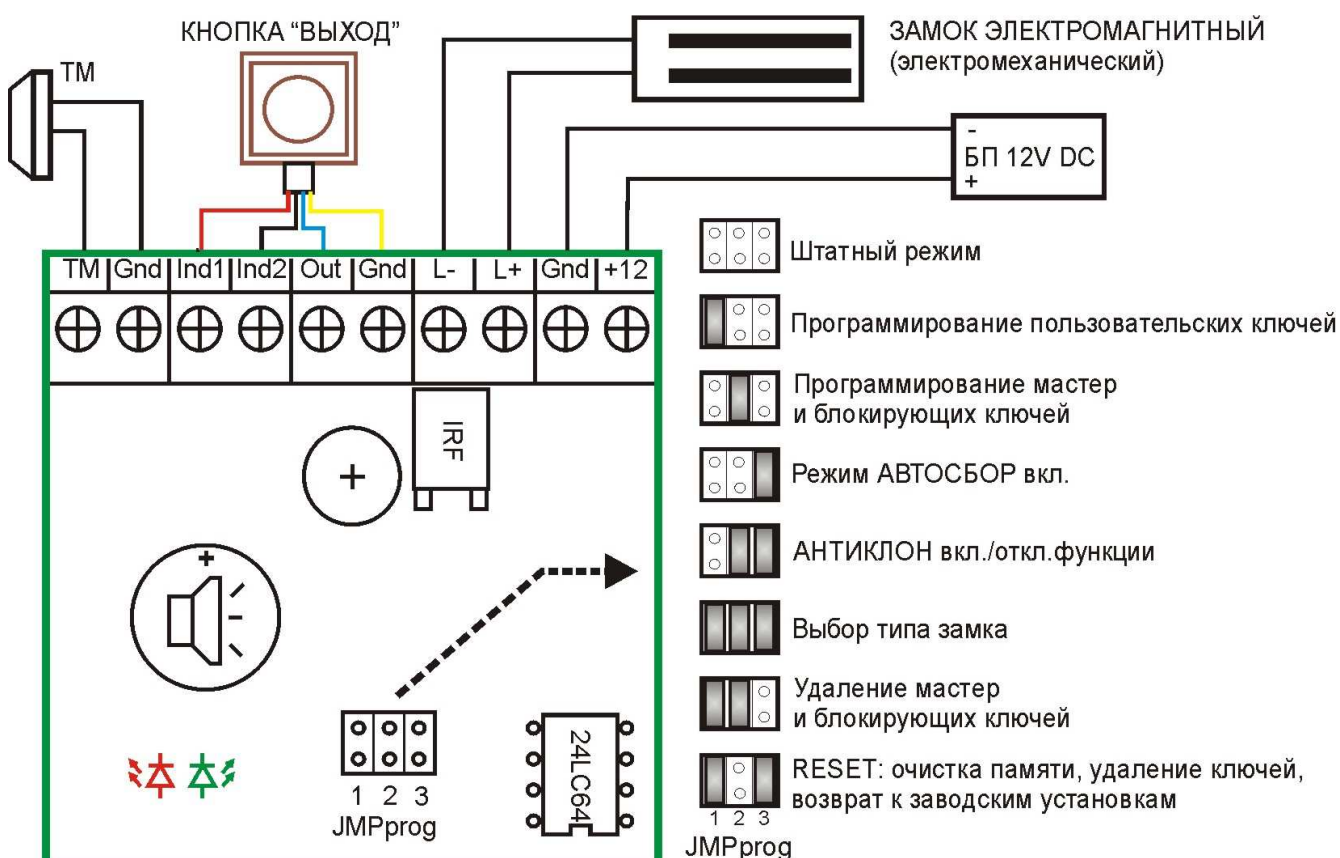 КНОПКА “ВЫХОД”
ЗАМОК ЭЛЕКТРОМАГНИТНЫЙ
(электромеханический)
TM
-
БП 12V DC
+
TM Gnd Ind1 Ind2 Out Gnd L- L+ Gnd +12
Штатный режим
Программирование пользовательских ключей
Программирование мастер
и блокирующих ключей
IRF
+
Режим АВТОСБОР вкл.
АНТИКЛОН вкл./откл.функции
+
Выбор типа замка
Удаление мастер
и блокирующих ключей
24LC64
1 2 3
JMPprog
RESET: очистка памяти, удаление ключей,
возврат к заводским установкам
1 2 3
JMPprog